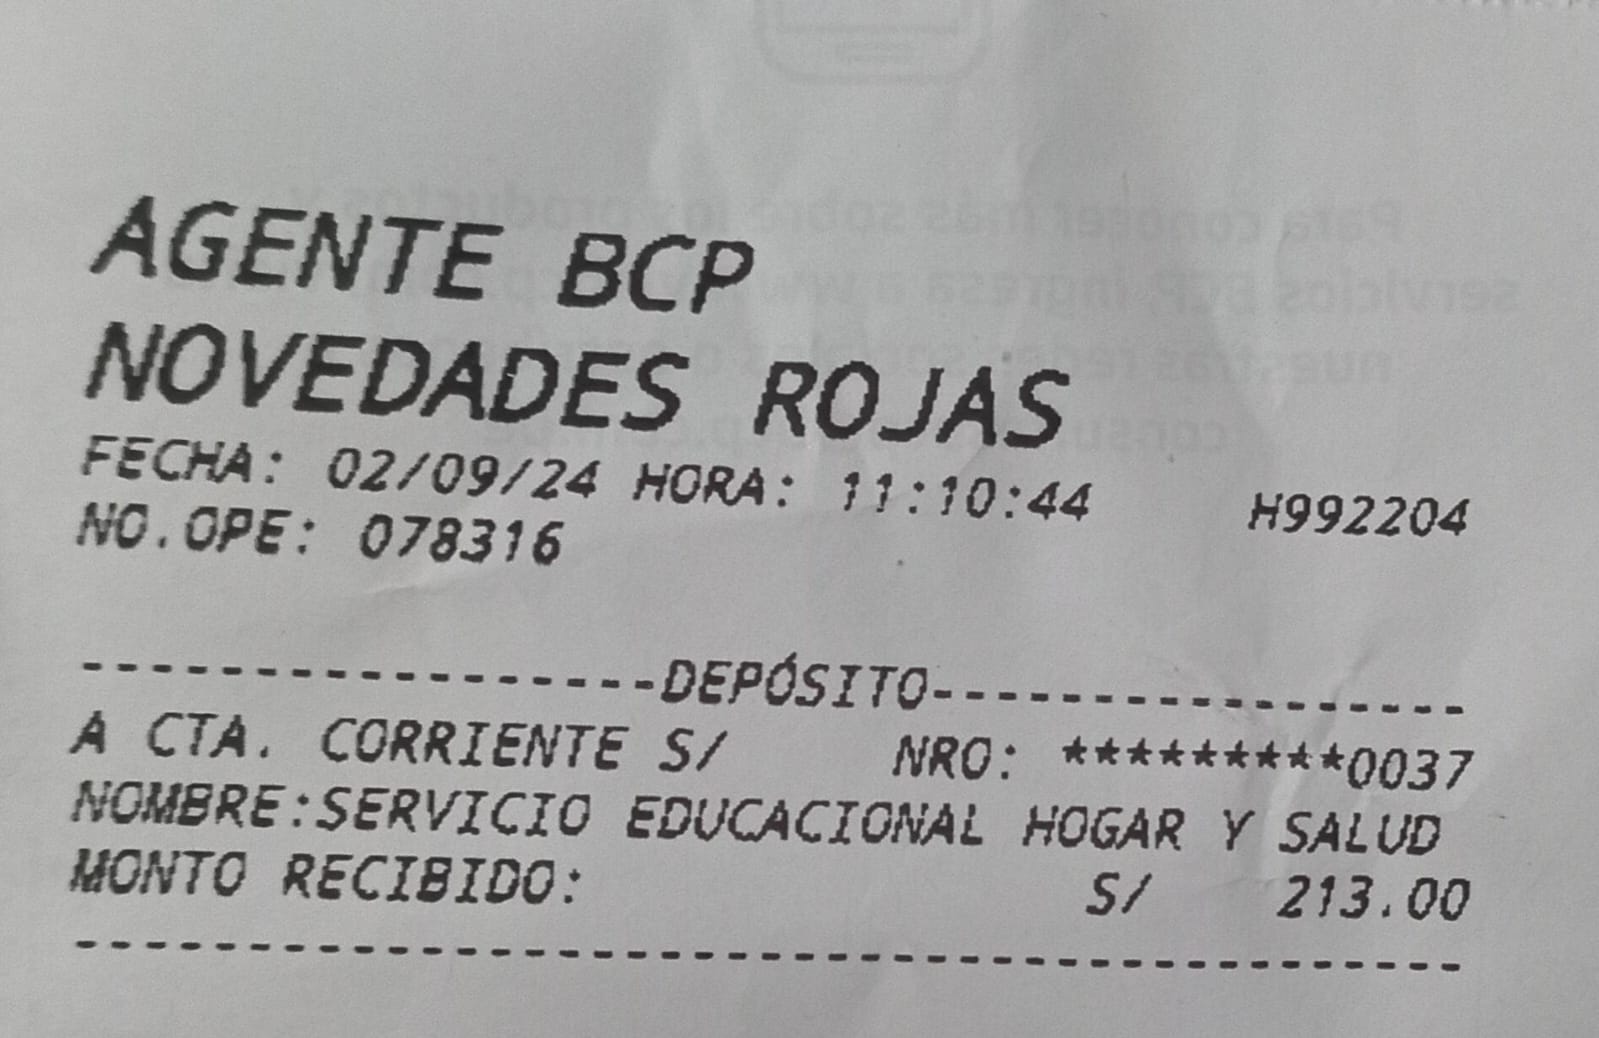 AGENTE BCP
NOVEDADES ROJAS
FECHA: 02/09/24 HORA: 11:10:44 H992204
NO.OPE: 078316
------------------DEPÓSITO-----------------
A CTA. CORRIENTE S/ NRO: *********0037
NOMBRE:SERVICIO EDUCACIONAL HOGAR Y SALUD
MONTO RECIBIDO: S/ 213.00
--------------------------------------------